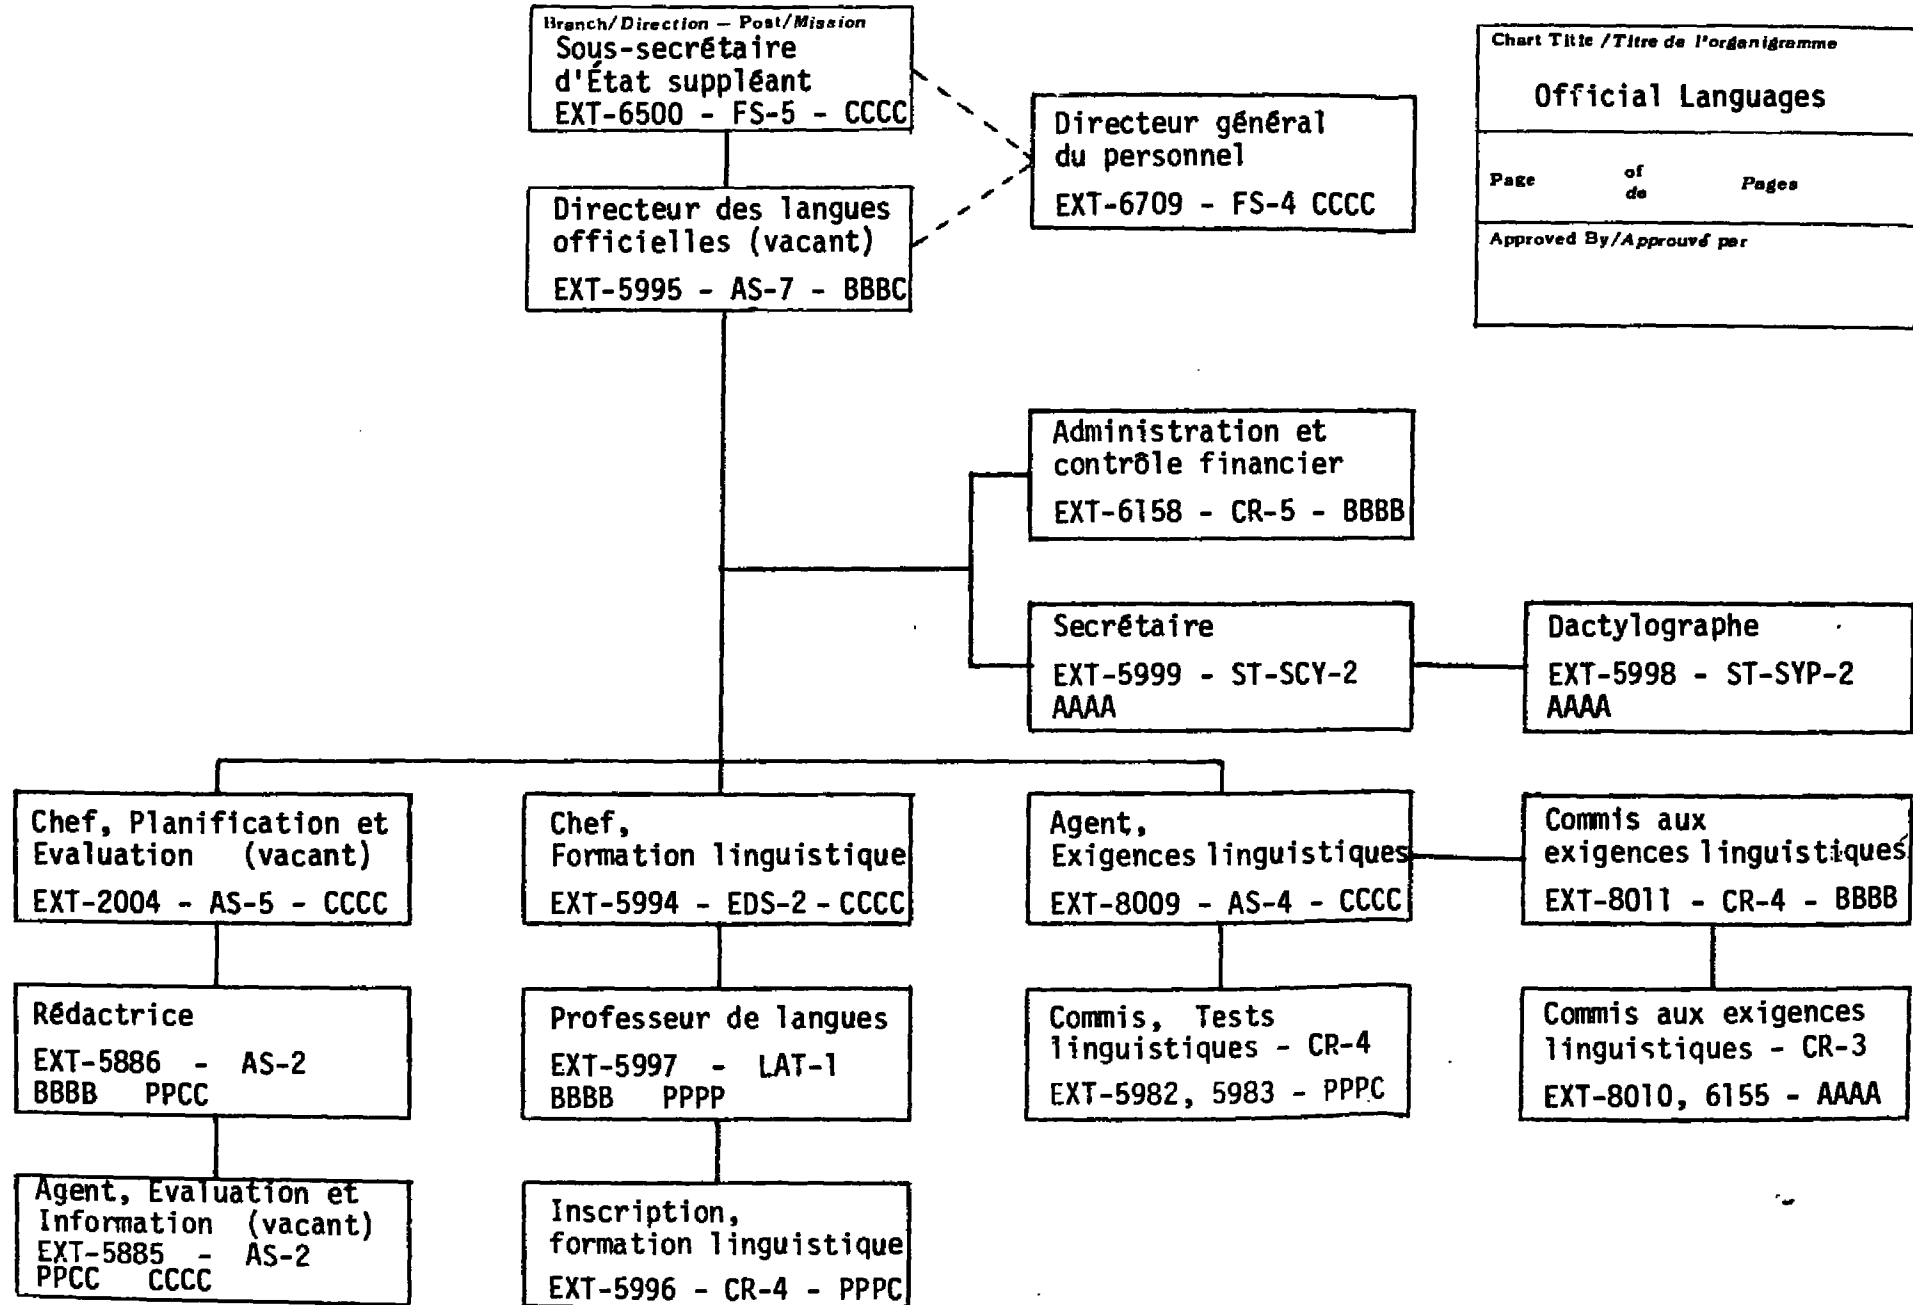 Branch/Direction — Post/Mission
Sous-secrétaire
d'État suppléant
EXT-6500 - FS-5 - CCCC
Directeur général
du personnel
EXT-6709 - FS-4 CCCC
Chart Title /Titre de l'organigramme
Official Languages
Page of Pages
de
Approved By/Approuvé par
Directeur des langues
officielles (vacant)
EXT-5995 - AS-7 - BBBC
Administration et
contrôle financier
EXT-6158 - CR-5 - BBBB
Secrétaire
EXT-5999 - ST-SCY-2
AAAA
Dactylographe
EXT-5998 - ST-SYP-2
AAAA
Chef, Planification et
Evaluation (vacant)
EXT-2004 - AS-5 - CCCC
Chef,
Formation linguistique
EXT-5994 - EDS-2 - CCCC
Agent,
Exigences linguistiques
EXT-8009 - AS-4 - CCCC
Commis aux
exigences linguistiques
EXT-8011 - CR-4 - BBBB
Rédactrice
EXT-5886 - AS-2
BBBB PPCC
Professeur de langues
EXT-5997 - LAT-1
BBBB PPPP
Commis, Tests
linguistiques - CR-4
EXT-5982, 5983 - PPPC
Commis aux exigences
linguistiques - CR-3
EXT-8010, 6155 - AAAA
Agent, Evaluation et
Information (vacant)
EXT-5885 - AS-2
PPCC CCCC
Inscription,
formation linguistique
EXT-5996 - CR-4 - PPPC